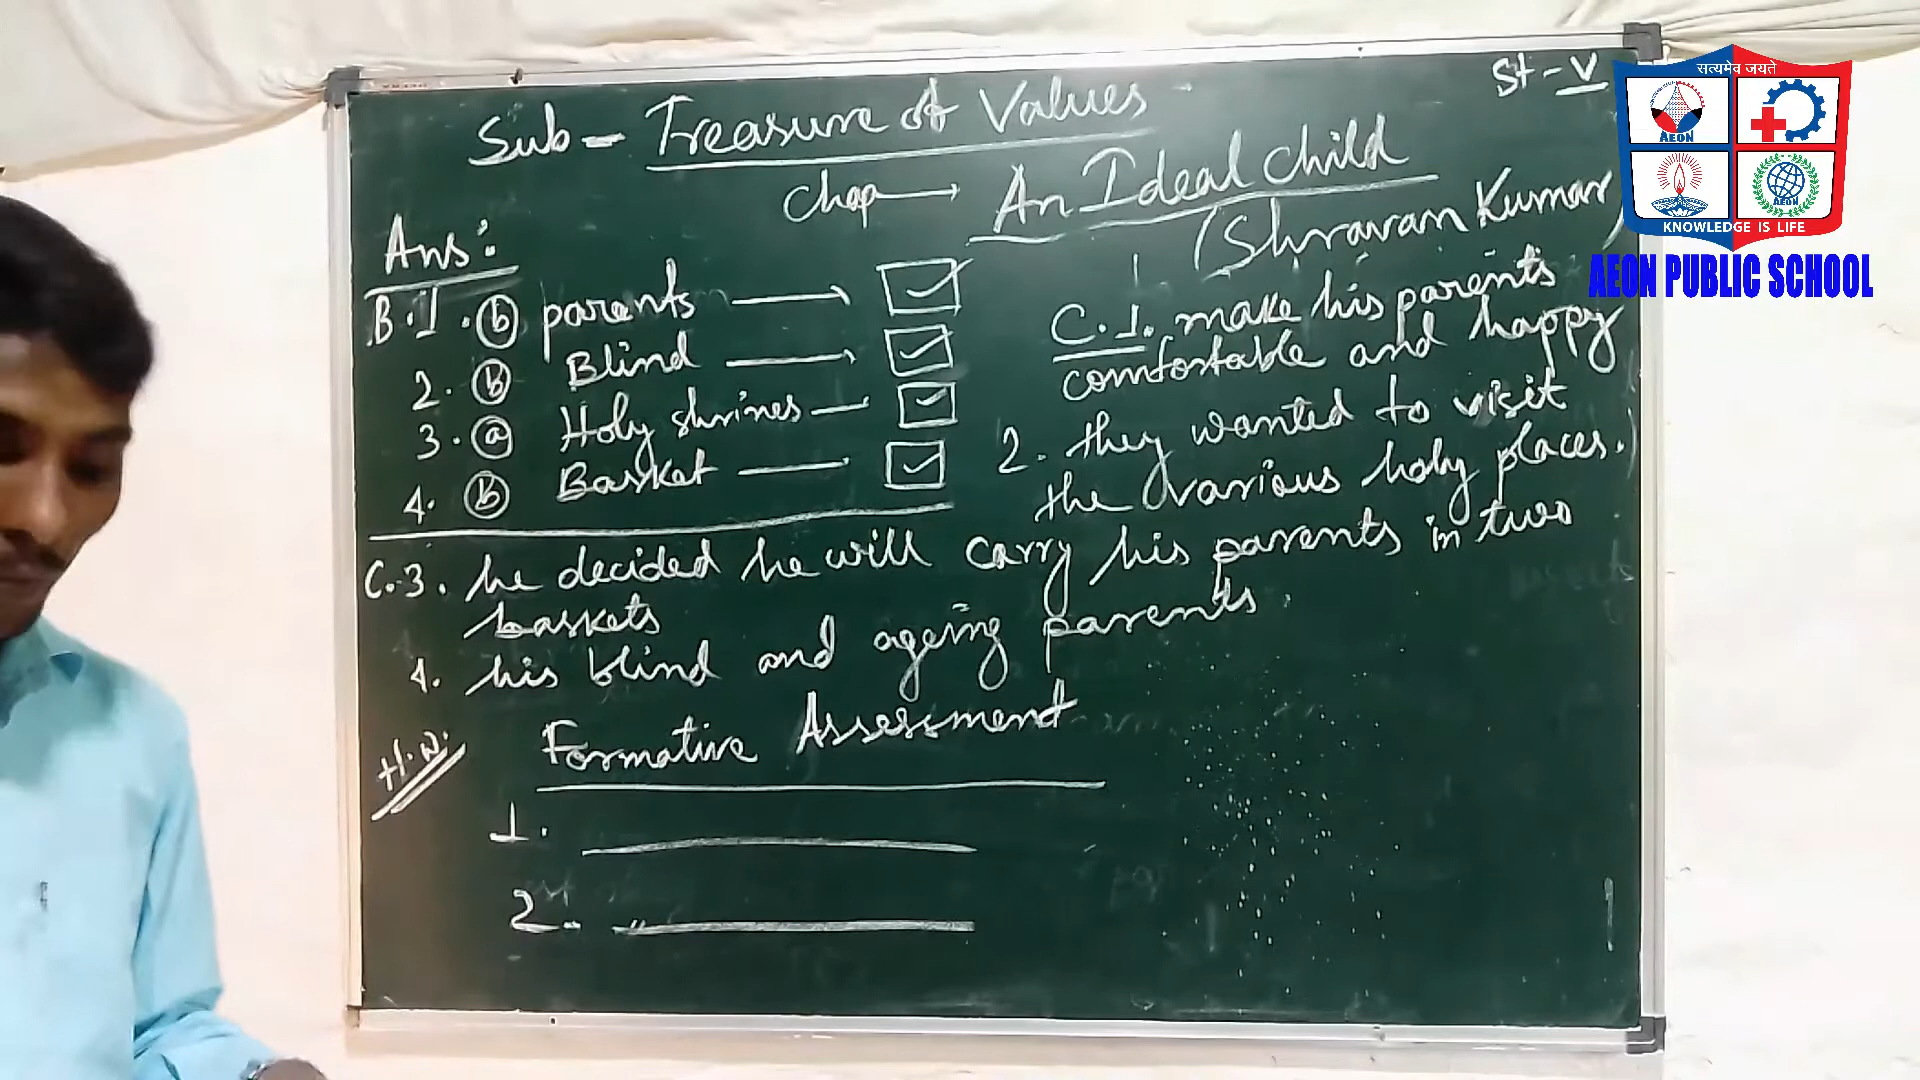 St - V
Sub - Treasure of Values
Chap → An Ideal child
(Shravan Kumar)
Ans:
B.1. (b) parents → ✓
2. (b) Blind → ✓
3. (a) Holy shrines — ✓
4. (b) Basket — ✓
C.1. make his parents
comfortable and happy
2. they wanted to visit
the various holy places.
C.3. he decided he will carry his parents in two
baskets
4. his blind and ageing parents.
H.W. Formative Assessment
1.
2.
सत्यमेव जयते
AEON
AEON
KNOWLEDGE IS LIFE
AEON PUBLIC SCHOOL